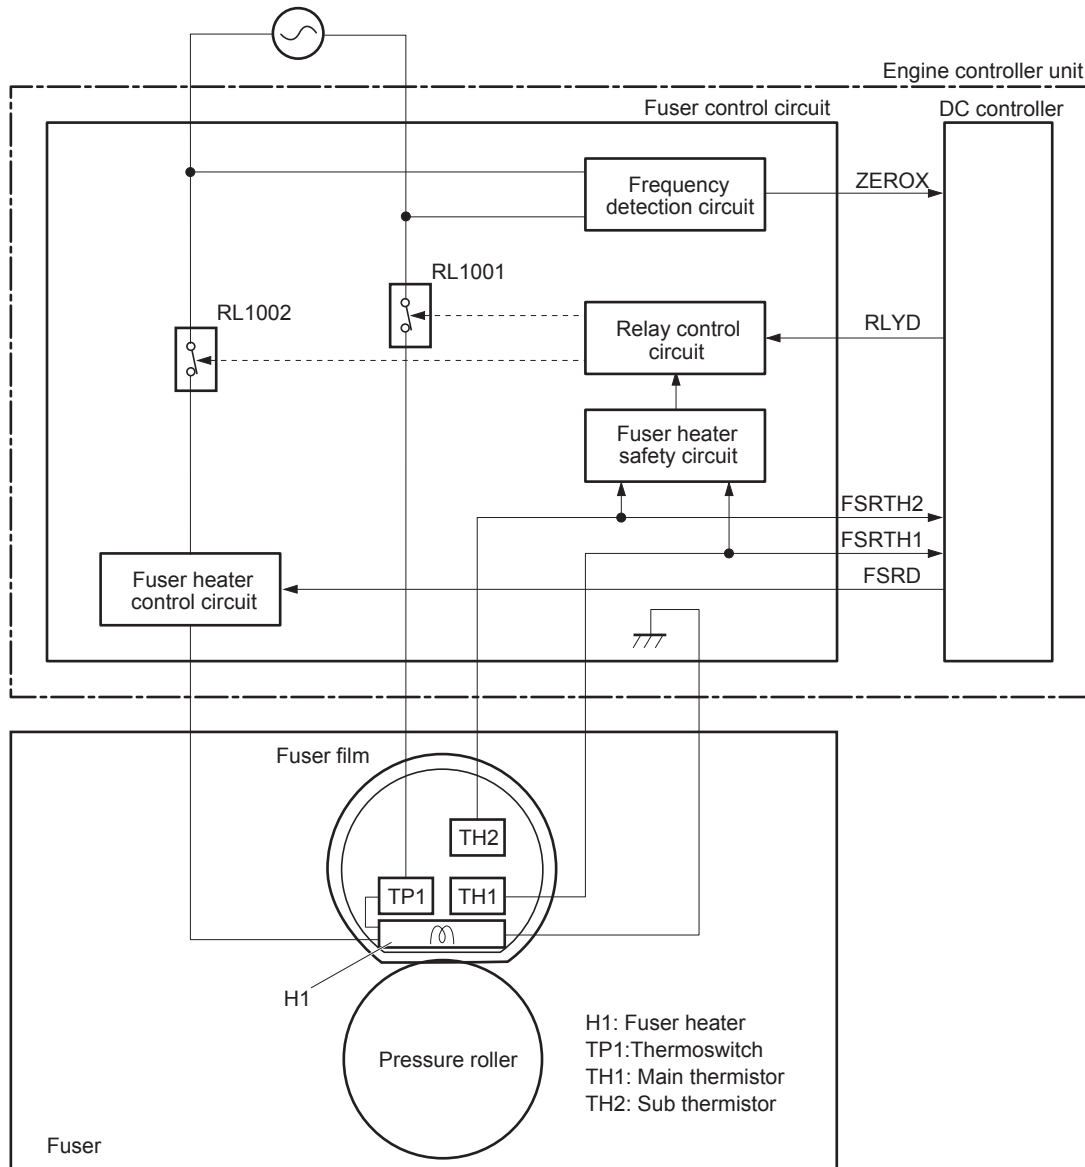 Engine controller unit
Fuser control circuit
DC controller
Frequency
detection circuit
ZEROX
RL1001
RL1002
Relay control
circuit
RLYD
Fuser heater
safety circuit
FSRTH2
FSRTH1
FSRD
Fuser heater
control circuit
Fuser film
TH2
TP1
TH1
H1
Pressure roller
H1: Fuser heater
TP1:Thermoswitch
TH1: Main thermistor
TH2: Sub thermistor
Fuser